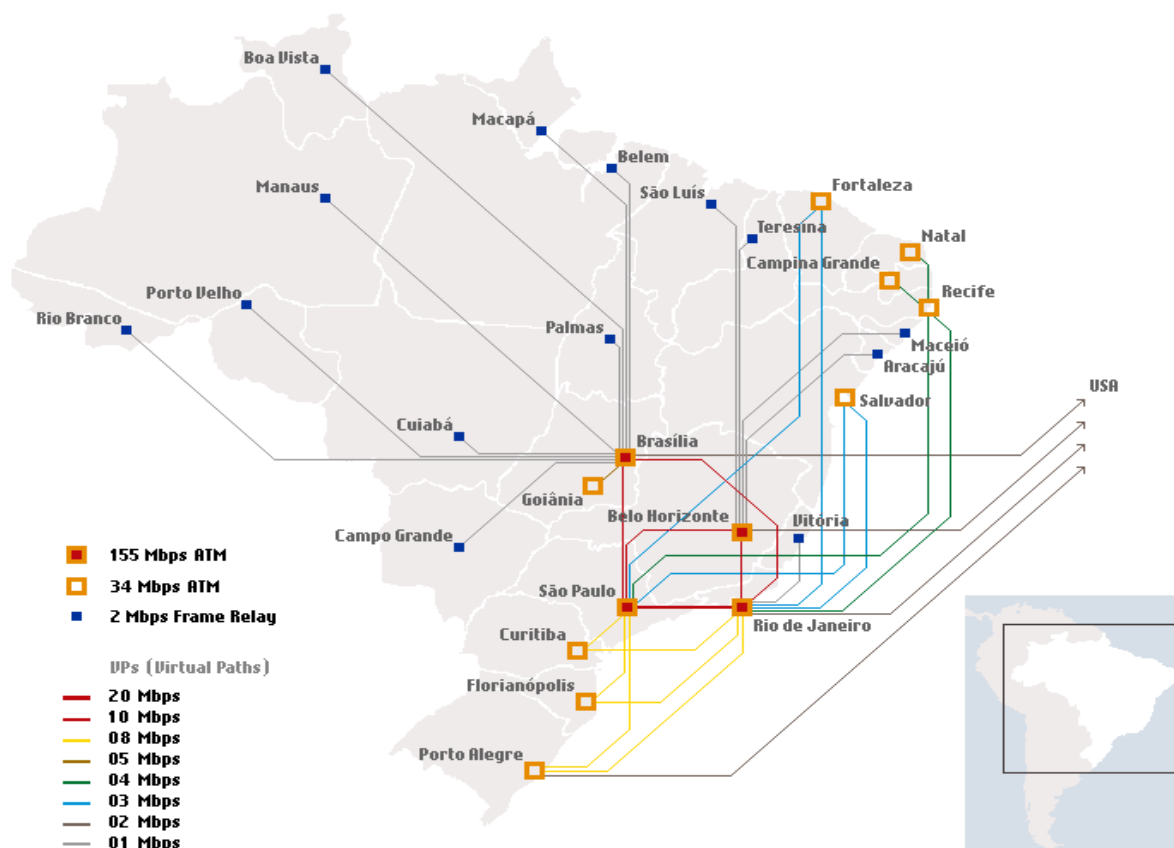 Boa Vista
Macapá
Belem
Manaus
São Luís
Fortaleza
Teresina
Natal
Campina Grande
Porto Velho
Recife
Rio Branco
Palmas
Maceió
Aracajú
USA
Salvador
Cuiabá
Brasília
Goiânia
Belo Horizonte
Vitória
Campo Grande
155 Mbps ATM
34 Mbps ATM
São Paulo
2 Mbps Frame Relay
Rio de Janeiro
Curitiba
VPs (Virtual Paths)
Florianópolis
20 Mbps
10 Mbps
08 Mbps
Porto Alegre
05 Mbps
04 Mbps
03 Mbps
02 Mbps
01 Mbps